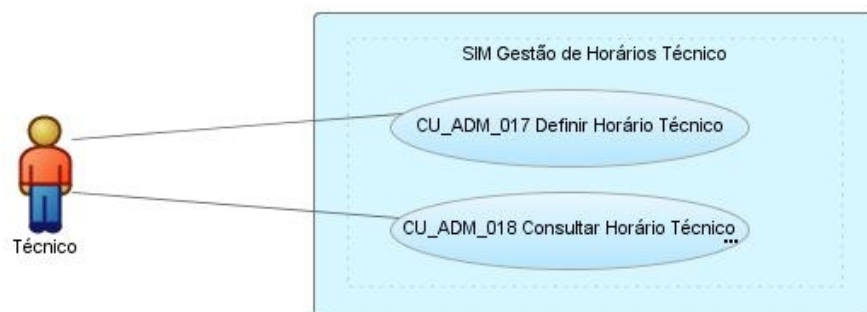 SIM Gestão de Horários Técnico
CU_ADM_017 Definir Horário Técnico
CU_ADM_018 Consultar Horário Técnico
...
Técnico